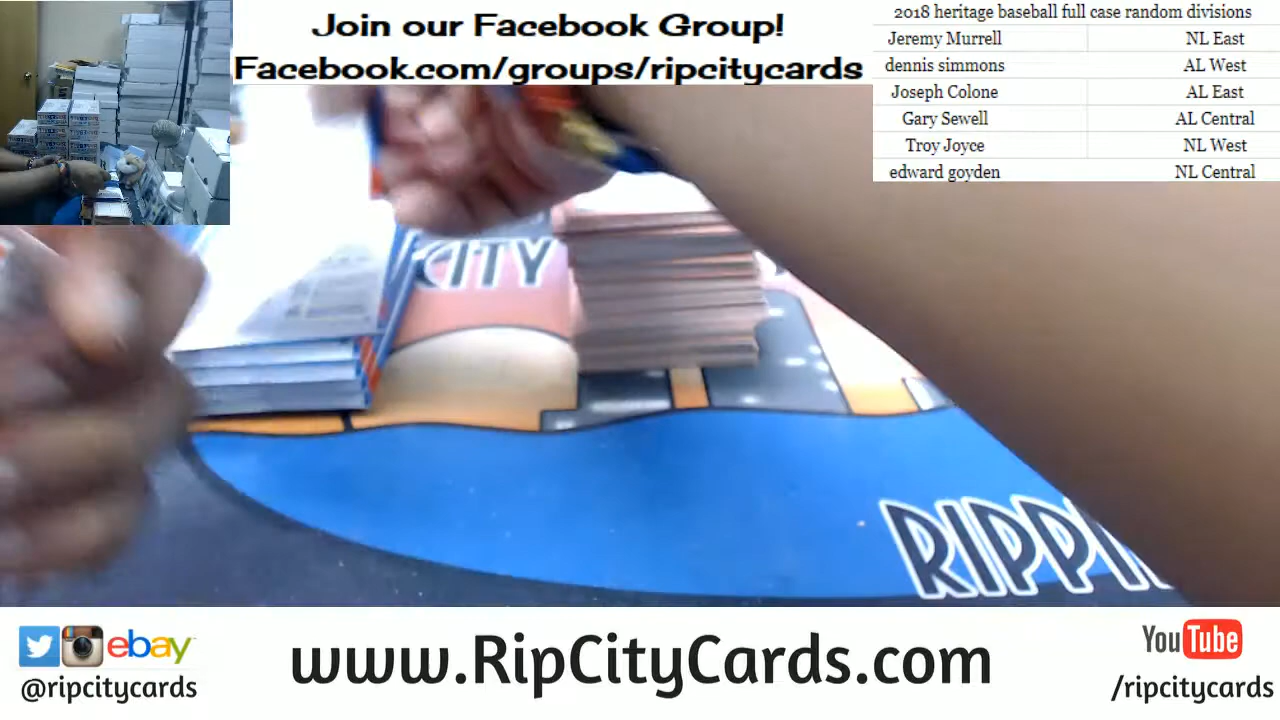 Join our Facebook Group!
Facebook.com/groups/ripcitycards
2018 heritage baseball full case random divisions
Jeremy Murrell NL East
dennis simmons AL West
Joseph Colone AL East
Gary Sewell AL Central
Troy Joyce NL West
edward goyden NL Central
CITY
RIPPI
ebay
@ripcitycards
www.RipCityCards.com
YouTube
/ripcitycards